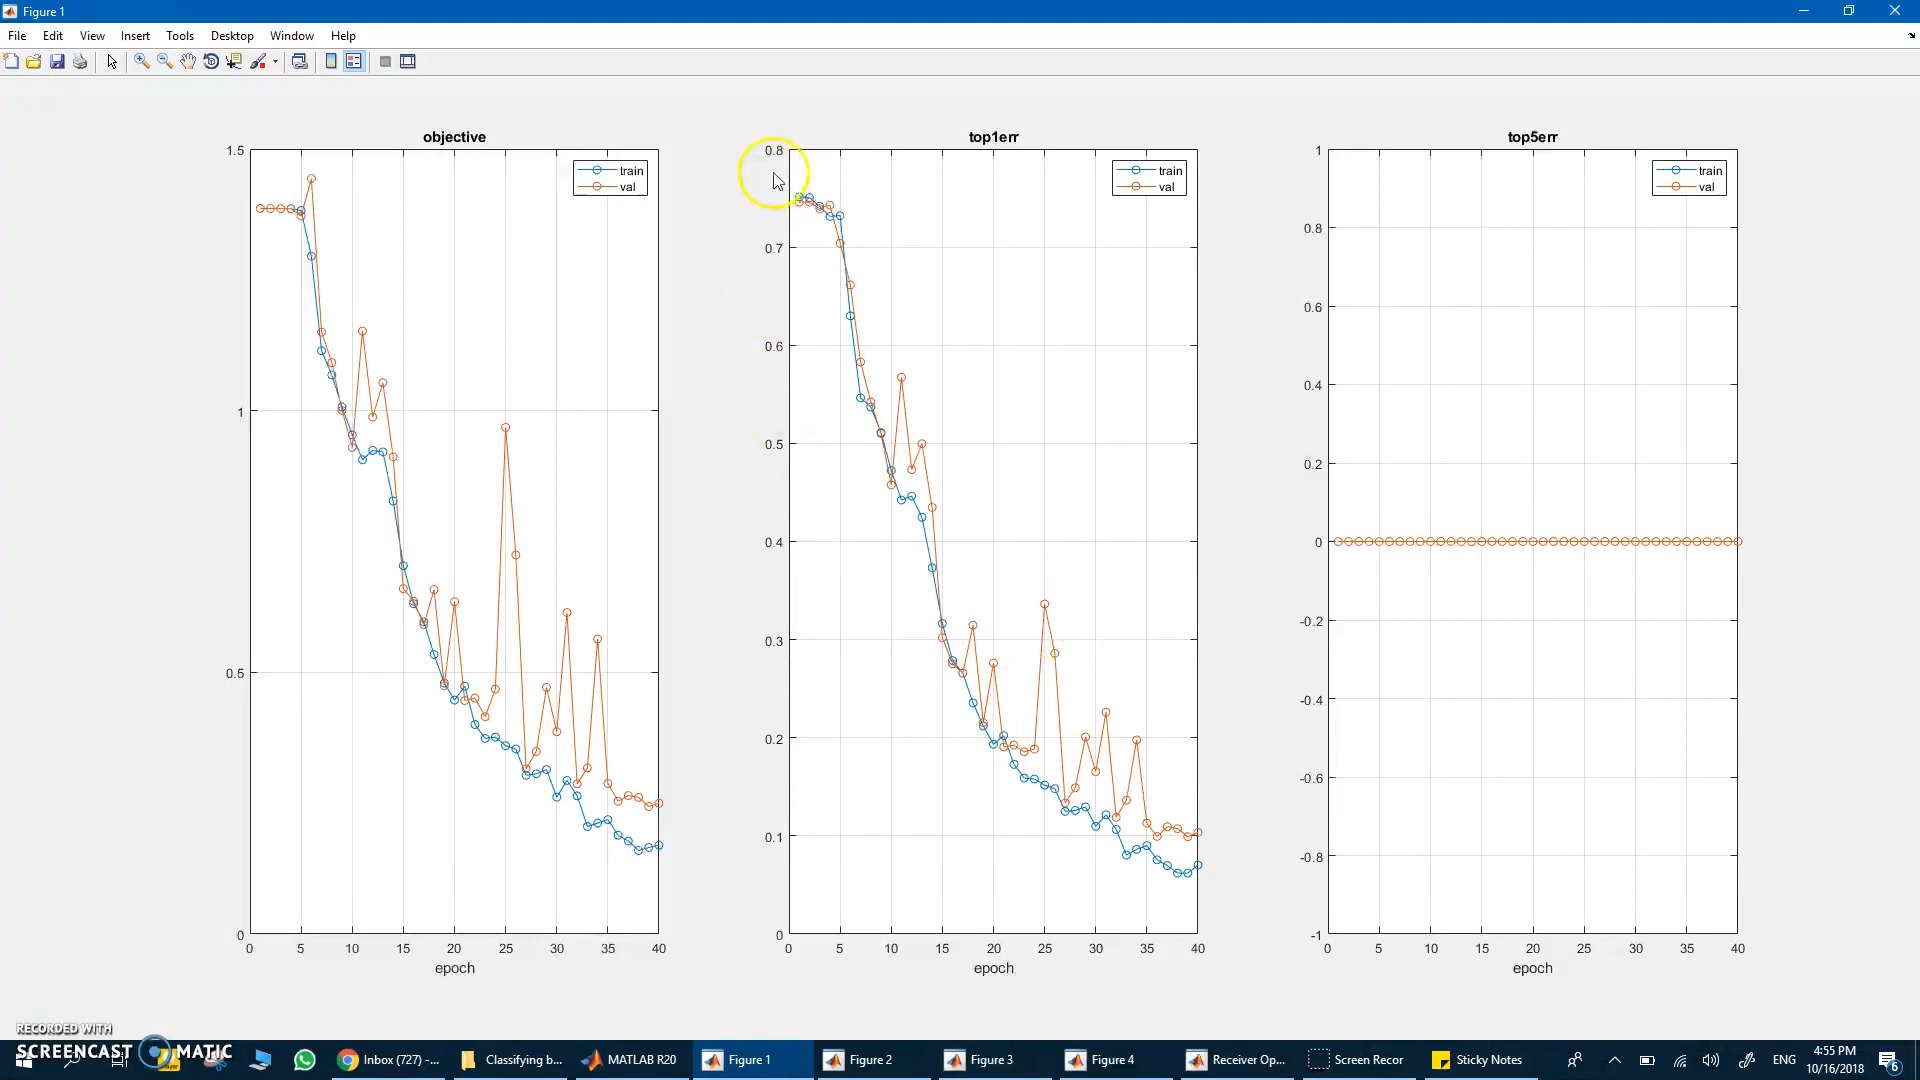 Figure 1
File Edit View Insert Tools Desktop Window Help
objective
1.5
1
0.5
0
train
val
0 5 10 15 20 25 30 35 40
epoch
top1err
0.8
0.7
0.6
0.5
0.4
0.3
0.2
0.1
0
train
val
0 5 10 15 20 25 30 35 40
epoch
top5err
1
0.8
0.6
0.4
0.2
0
-0.2
-0.4
-0.6
-0.8
-1
train
val
0 5 10 15 20 25 30 35 40
epoch
RECORDED WITH
SCREENCAST MATIC
Inbox (727) -... Classifying b... MATLAB R20 Figure 1 Figure 2 Figure 3 Figure 4 Receiver Op... Screen Recor Sticky Notes ENG
4:55 PM
10/16/2018
6